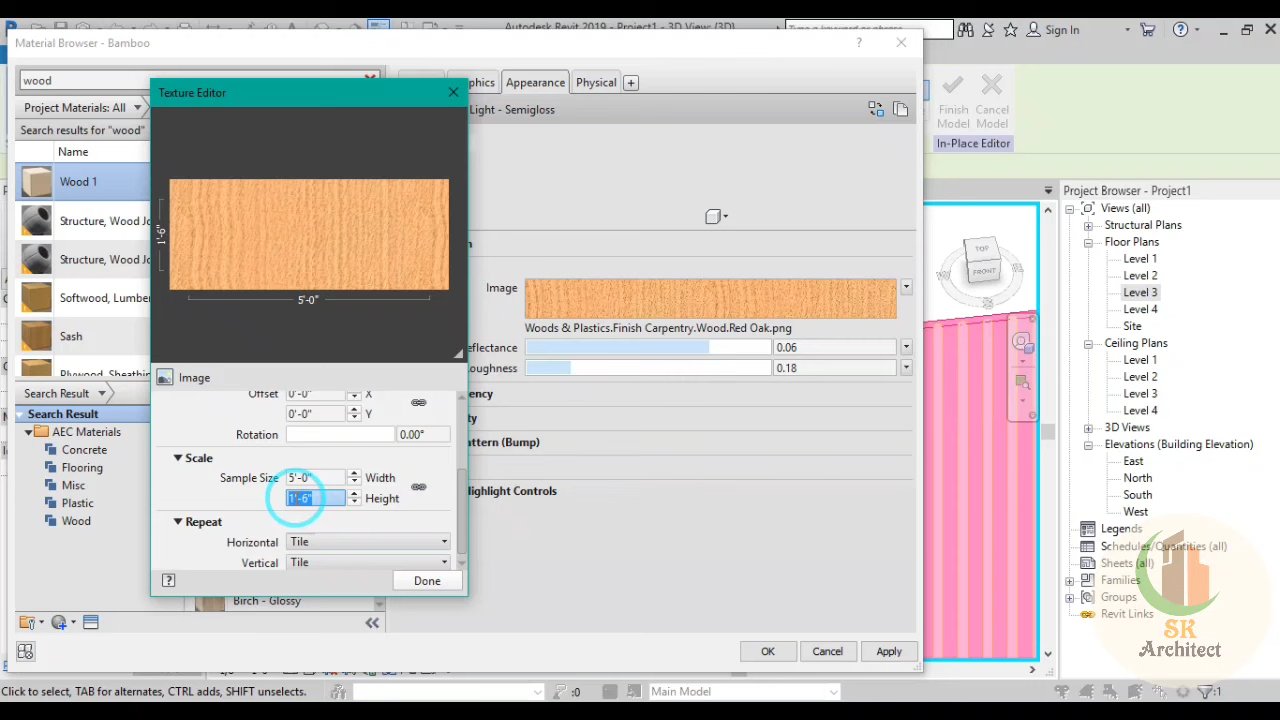 Autodesk Revit 2019 - Project1 - 3D View: {3D}
Sign In
Material Browser - Bamboo
wood
Project Materials: All
Search results for "wood"
Name
Wood 1
Structure, Wood Jo
Structure, Wood Jo
Softwood, Lumbe
Sash
Plywood, Sheathin
Search Result
Search Result
AEC Materials
Concrete
Flooring
Misc
Plastic
Wood
Birch - Glossy
Texture Editor
1'-6"
5'-0"
Image
Offset 0'-0" X
0'-0" Y
Rotation 0.00°
Scale
Sample Size 5'-0" Width
1'-6" Height
Repeat
Horizontal Tile
Vertical Tile
Done
phics Appearance Physical
Light - Semigloss
Image
Woods & Plastics.Finish Carpentry.Wood.Red Oak.png
eflectance 0.06
oughness 0.18
ency
ty
attern (Bump)
ighlight Controls
OK Cancel Apply
Finish Cancel
Model Model
In-Place Editor
TOP
FRONT
Project Browser - Project1
Views (all)
Structural Plans
Floor Plans
Level 1
Level 2
Level 3
Level 4
Site
Ceiling Plans
Level 1
Level 2
Level 3
Level 4
3D Views
Elevations (Building Elevation)
East
North
South
West
Legends
Schedules/Quantities (all)
Sheets (all)
Families
Groups
Revit Links
SK
Architect
Click to select, TAB for alternates, CTRL adds, SHIFT unselects.
:0
Main Model
:1